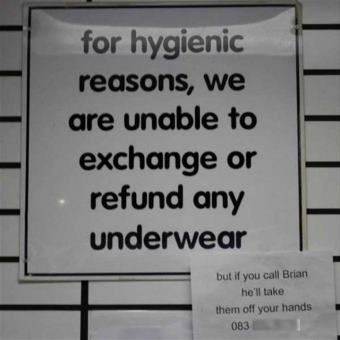 for hygienic
reasons, we
are unable to
exchange or
refund any
underwear
but if you call Brian
he'll take
them off your hands
083